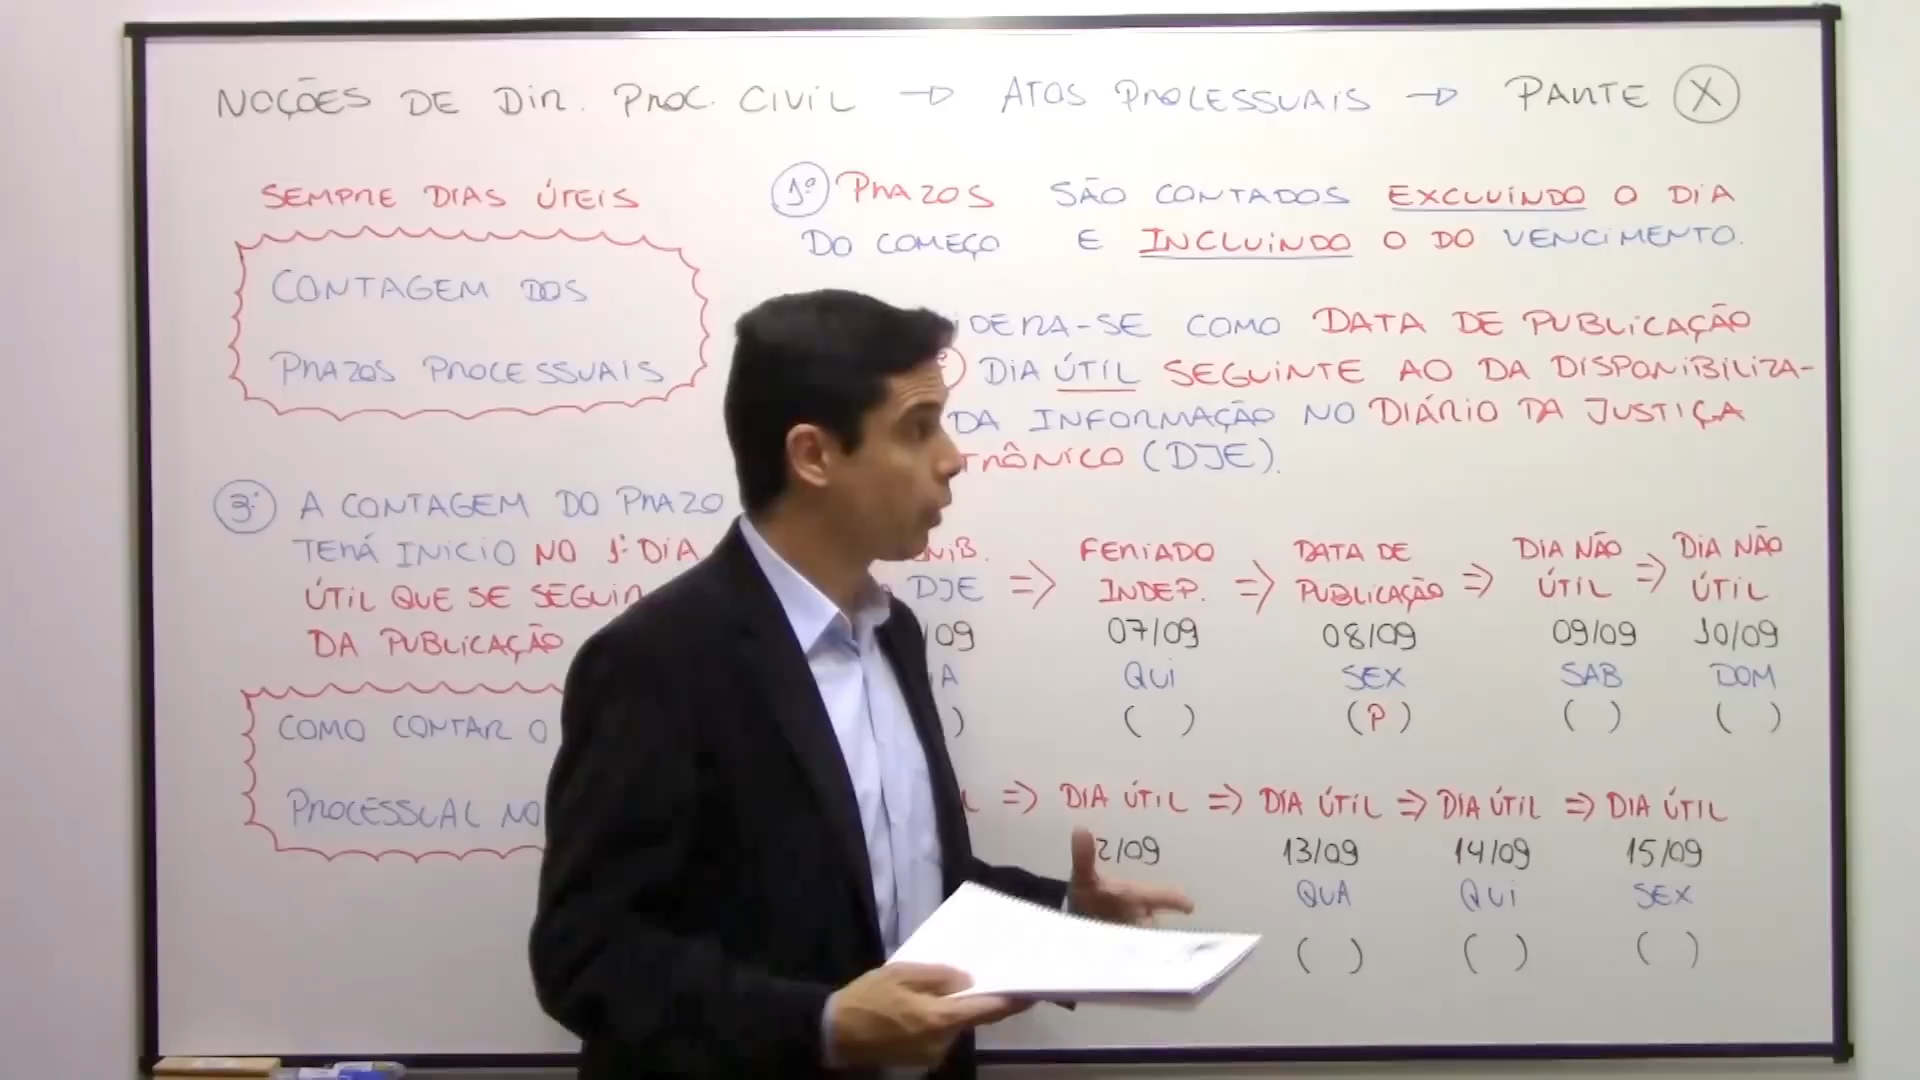 NOÇÕES DE DIR. PROC. CIVIL → ATOS PROCESSUAIS → PARTE X
SEMPRE DIAS ÚTEIS
CONTAGEM DOS
PRAZOS PROCESSUAIS
1º PRAZOS SÃO CONTADOS EXCLUINDO O DIA
DO COMEÇO E INCLUINDO O DO VENCIMENTO.
DERA-SE COMO DATA DE PUBLICAÇÃO
DIA ÚTIL SEGUINTE AO DA DISPONIBILIZA-
DA INFORMAÇÃO NO DIÁRIO DA JUSTIÇA
TRÔNICO (DJE).
3º A CONTAGEM DO PRAZO
TERÁ INICIO NO 1º DIA
ÚTIL QUE SE SEGUIR
DA PUBLICAÇÃO
COMO CONTAR O
PROCESSUAL NO
NIB. FERIADO DATA DE DIA NÃO DIA NÃO
DJE => INDEP. => PUBLICAÇÃO => ÚTIL => ÚTIL
/09 07/09 08/09 09/09 10/09
A QUI SEX SAB DOM
) ( ) (P) ( ) ( )
L => DIA ÚTIL => DIA ÚTIL => DIA ÚTIL => DIA ÚTIL
2/09 13/09 14/09 15/09
QUA QUI SEX
( ) ( ) ( )